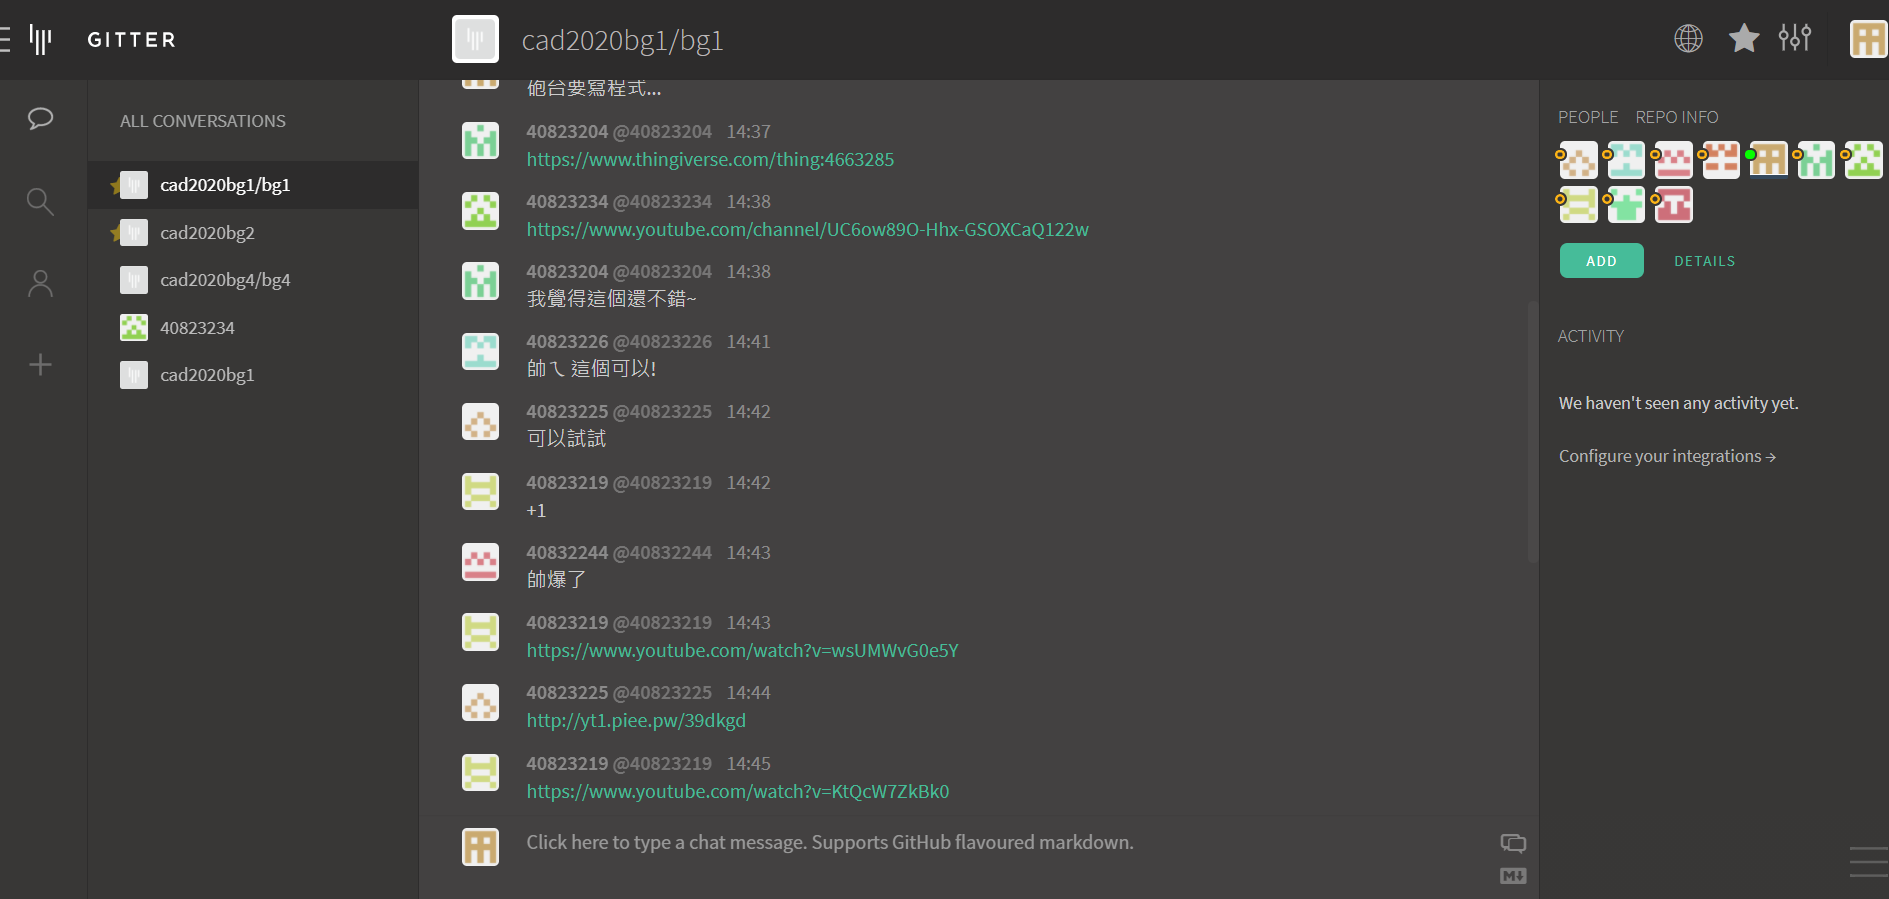 GITTER
cad2020bg1/bg1
ALL CONVERSATIONS
cad2020bg1/bg1
cad2020bg2
cad2020bg4/bg4
40823234
cad2020bg1
砲台要寫程式...
40823204 @40823204 14:37
https://www.thingiverse.com/thing:4663285
40823234 @40823234 14:38
https://www.youtube.com/channel/UC6ow89O-Hhx-GSOXCaQ122w
40823204 @40823204 14:38
我覺得這個還不錯~
40823226 @40823226 14:41
帥ㄟ 這個可以!
40823225 @40823225 14:42
可以試試
40823219 @40823219 14:42
+1
40832244 @40832244 14:43
帥爆了
40823219 @40823219 14:43
https://www.youtube.com/watch?v=wsUMWvG0e5Y
40823225 @40823225 14:44
http://yt1.piee.pw/39dkgd
40823219 @40823219 14:45
https://www.youtube.com/watch?v=KtQcW7ZkBk0
Click here to type a chat message. Supports GitHub flavoured markdown.
M
PEOPLE REPO INFO
ADD DETAILS
ACTIVITY
We haven't seen any activity yet.
Configure your integrations →